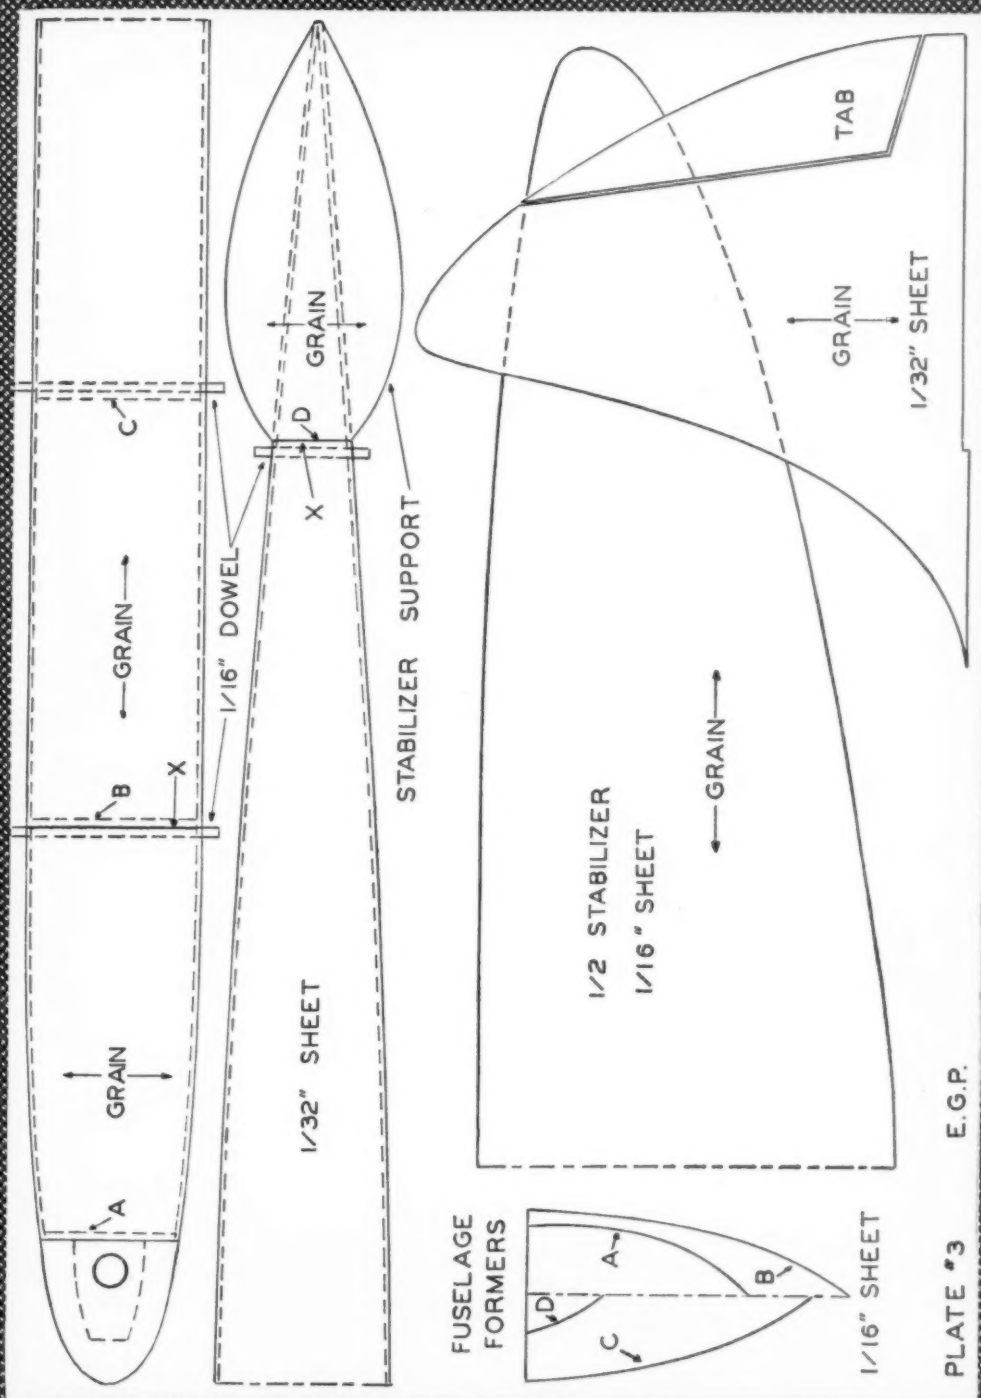 C
GRAIN
B
X
GRAIN
A
1/16" DOWEL
GRAIN
D
X
STABILIZER SUPPORT
1/32" SHEET
TAB
GRAIN
1/32" SHEET
GRAIN
1/2 STABILIZER
1/16" SHEET
FUSELAGE
FORMERS
A
B
D
C
1/16" SHEET
PLATE #3
E.G.P.